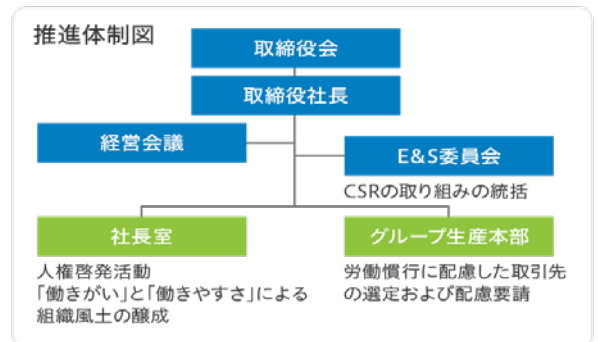 推進体制図
取締役会
取締役社長
経営会議
E&S委員会
CSRの取り組みの統括
社長室
人権啓発活動
「働きがい」と「働きやすさ」による
組織風土の醸成
グループ生産本部
労働慣行に配慮した取引先
の選定および配慮要請